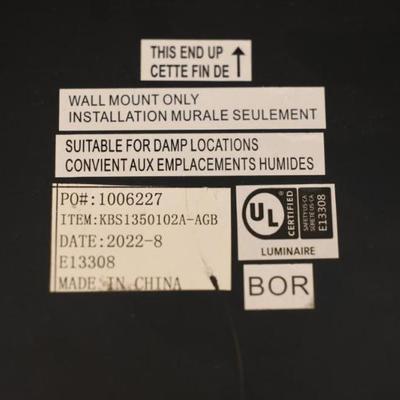 THIS END UP
CETTE FIN DE
WALL MOUNT ONLY
INSTALLATION MURALE SEULEMENT
SUITABLE FOR DAMP LOCATIONS
CONVIENT AUX EMPLACEMENTS HUMIDES
PO#:1006227
ITEM:KBS1350102A-AGB
DATE:2022-8
E13308
MADE IN CHINA
UL
CERTIFIED
SAFETY:US-CA
E13308
LUMINAIRE
BOR